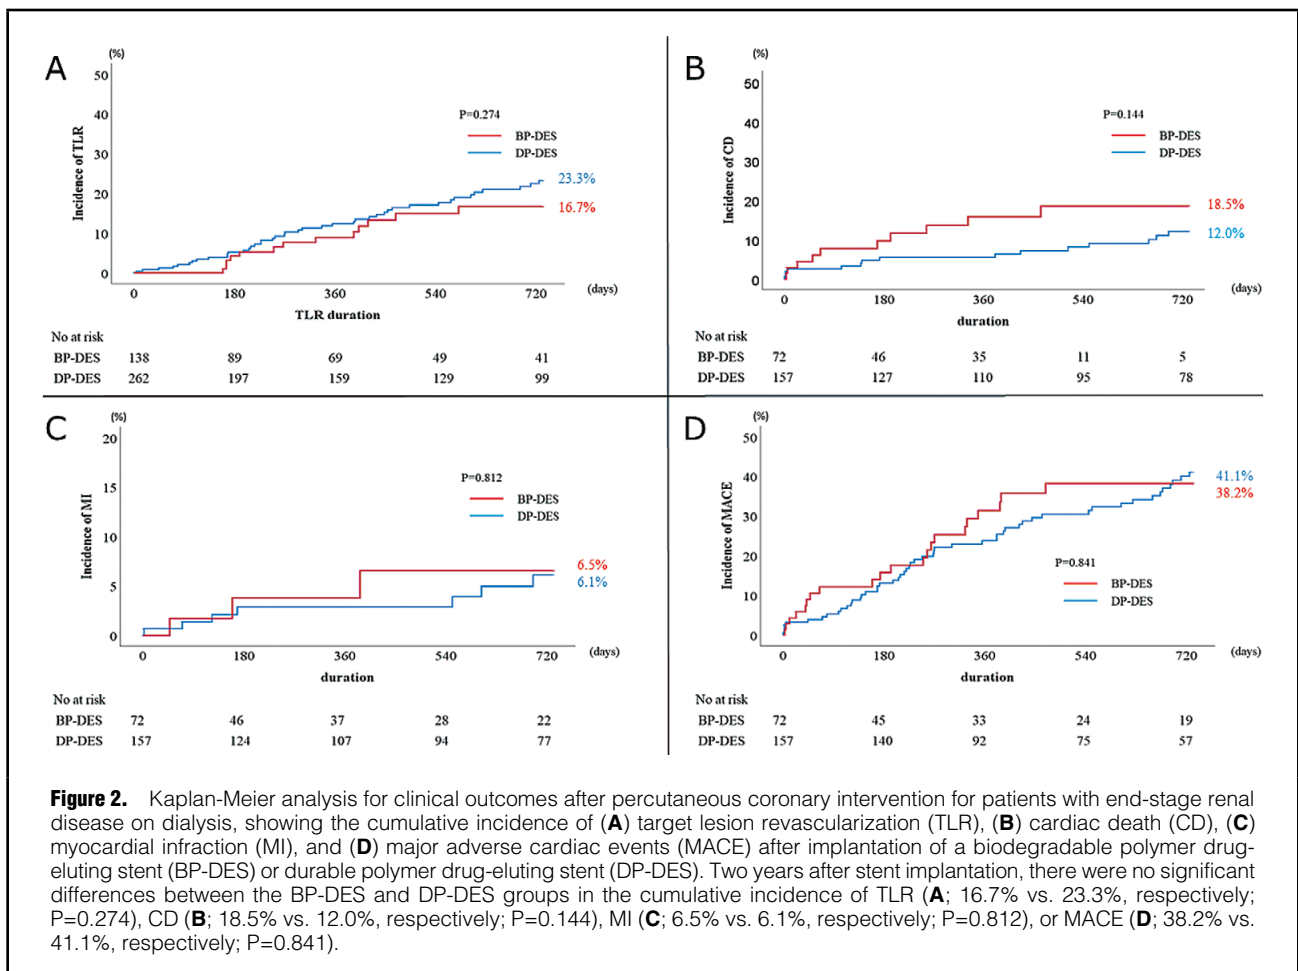 A
(%)
50
40
30
20
10
0
Incidence of TLR
P=0.274
BP-DES
DP-DES
23.3%
16.7%
0 180 360 540 720 (days)
TLR duration
No at risk
BP-DES 138 89 69 49 41
DP-DES 262 197 159 129 99
B
(%)
50
40
30
20
10
0
Incidence of CD
P=0.144
BP-DES
DP-DES
18.5%
12.0%
0 180 360 540 720 (days)
duration
No at risk
BP-DES 72 46 35 11 5
DP-DES 157 127 110 95 78
C
(%)
20
15
10
5
0
Incidence of MI
P=0.812
BP-DES
DP-DES
6.5%
6.1%
0 180 360 540 720 (days)
duration
No at risk
BP-DES 72 46 37 28 22
DP-DES 157 124 107 94 77
D
(%)
50
40
30
20
10
0
Incidence of MACE
41.1%
38.2%
P=0.841
BP-DES
DP-DES
0 180 360 540 720 (days)
duration
No at risk
BP-DES 72 45 33 24 19
DP-DES 157 140 92 75 57
Figure 2. Kaplan-Meier analysis for clinical outcomes after percutaneous coronary intervention for patients with end-stage renal
disease on dialysis, showing the cumulative incidence of (A) target lesion revascularization (TLR), (B) cardiac death (CD), (C)
myocardial infraction (MI), and (D) major adverse cardiac events (MACE) after implantation of a biodegradable polymer drug-
eluting stent (BP-DES) or durable polymer drug-eluting stent (DP-DES). Two years after stent implantation, there were no significant
differences between the BP-DES and DP-DES groups in the cumulative incidence of TLR (A; 16.7% vs. 23.3%, respectively;
P=0.274), CD (B; 18.5% vs. 12.0%, respectively; P=0.144), MI (C; 6.5% vs. 6.1%, respectively; P=0.812), or MACE (D; 38.2% vs.
41.1%, respectively; P=0.841).